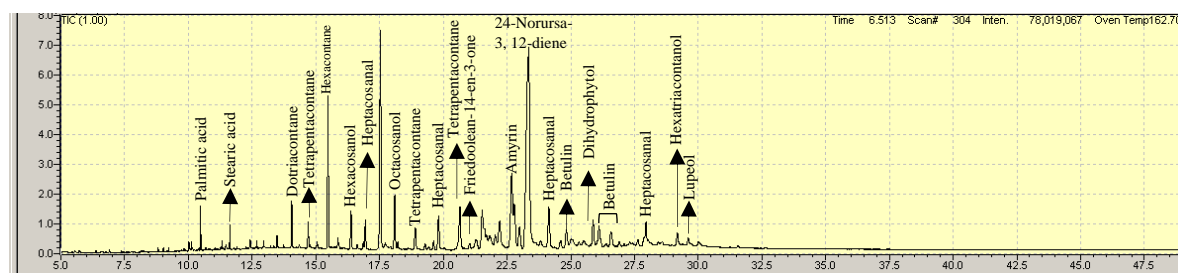 TIC (1.00)
Time 6.513 Scan# 304 Inten. 78,019,067 Oven Temp162.70
8.0
7.0
6.0
5.0
4.0
3.0
2.0
1.0
0.0
Palmitic acid
Stearic acid
Dotriacontane
Tetrapentacontane
Hexacontane
Hexacosanol
Heptacosanal
Octacosanol
Tetrapentacontane
Heptacosanal
Tetrapentacontane
Friedoolean-14-en-3-one
24-Norursa-
3, 12-diene
Amyrin
Heptacosanal
Betulin
Dihydrophytol
Betulin
Heptacosanal
Hexatriacontanol
Lupeol
5.0 7.5 10.0 12.5 15.0 17.5 20.0 22.5 25.0 27.5 30.0 32.5 35.0 37.5 40.0 42.5 45.0 47.5